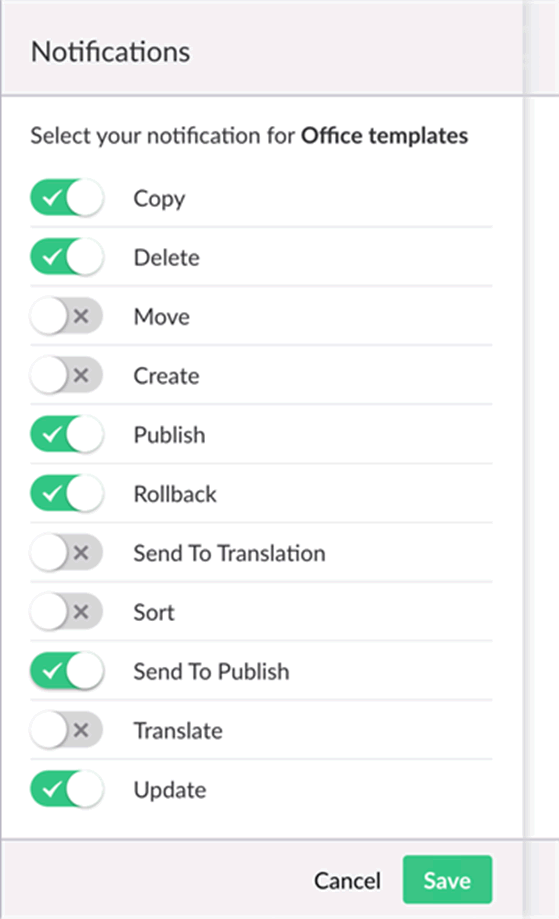 Notifications
Select your notification for Office templates
Copy
Delete
Move
Create
Publish
Rollback
Send To Translation
Sort
Send To Publish
Translate
Update
Cancel Save